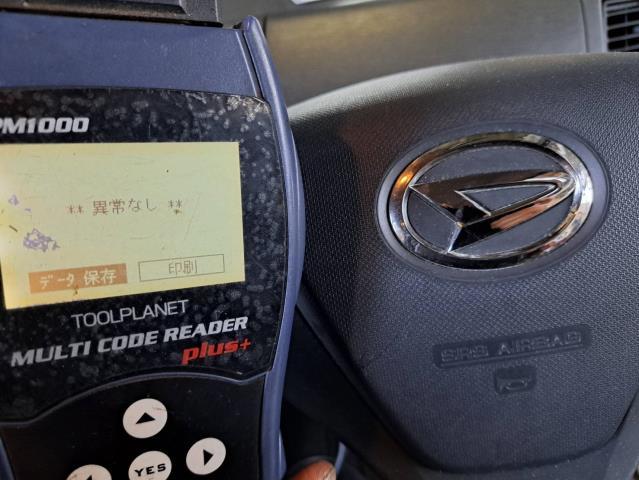 PM1000
** 異常なし **
データ保存
印刷
TOOLPLANET
MULTI CODE READER
plus+
YES
SRS AIRBAG